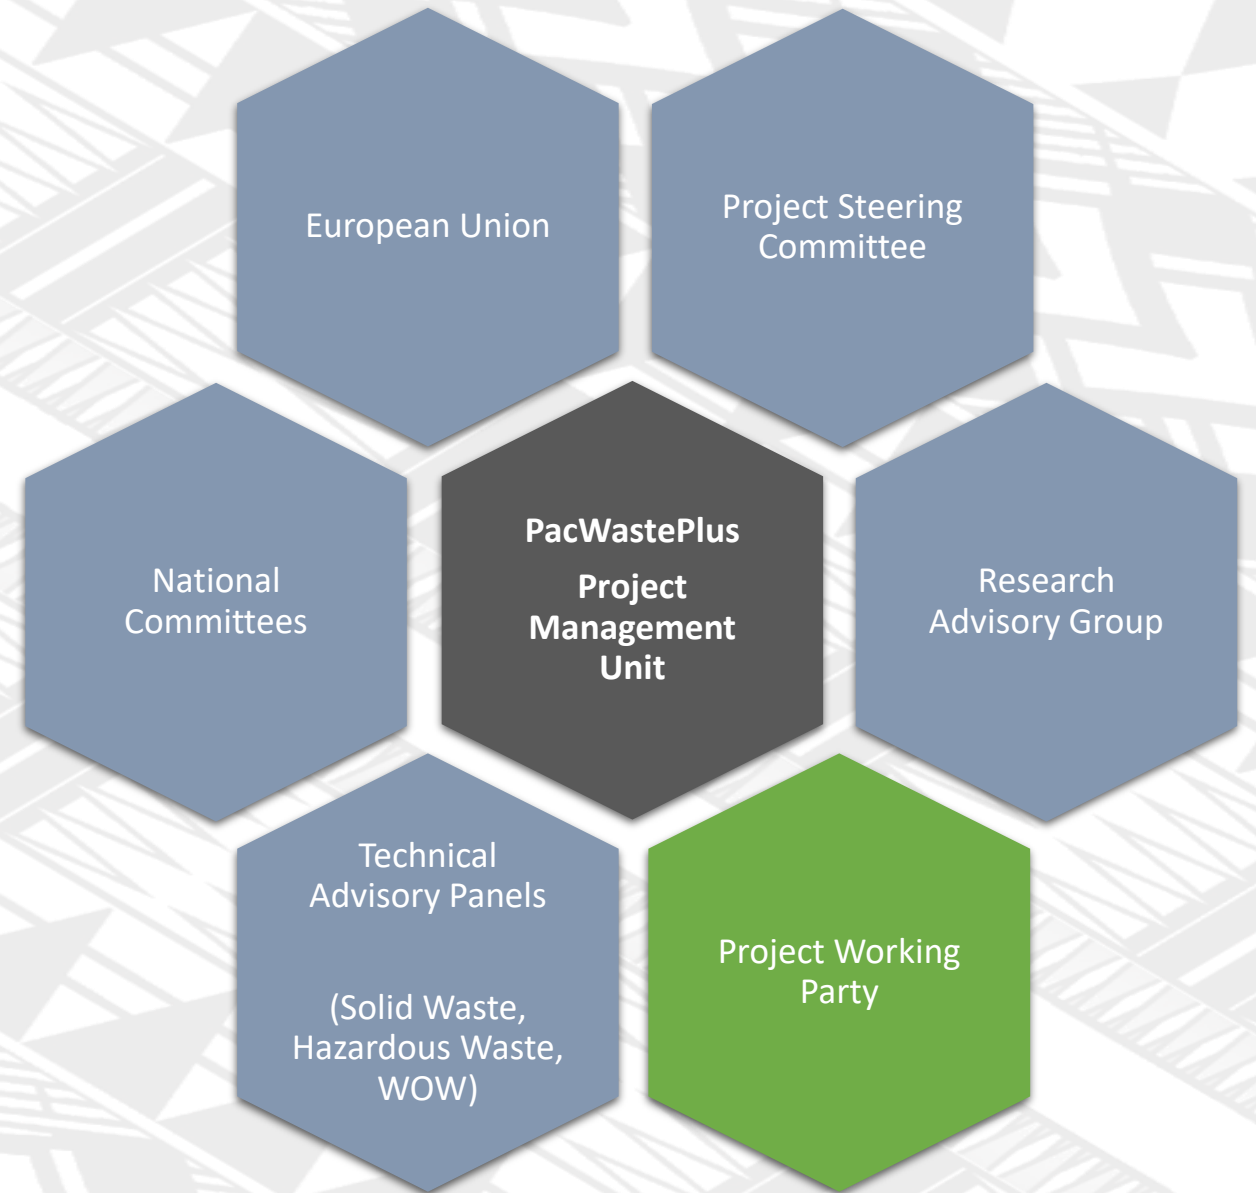 European Union
Project Steering
Committee
National
Committees
PacWastePlus
Project
Management
Unit
Research
Advisory Group
Technical
Advisory Panels
(Solid Waste,
Hazardous Waste,
WOW)
Project Working
Party